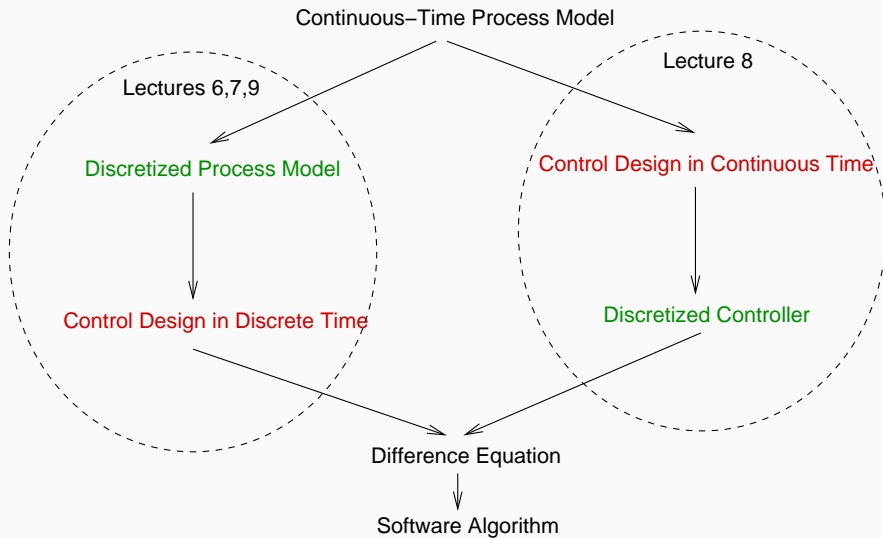 Continuous−Time Process Model
Lecture 8
Lectures 6,7,9
Discretized Process Model
Control Design in Continuous Time
Control Design in Discrete Time
Discretized Controller
Difference Equation
Software Algorithm